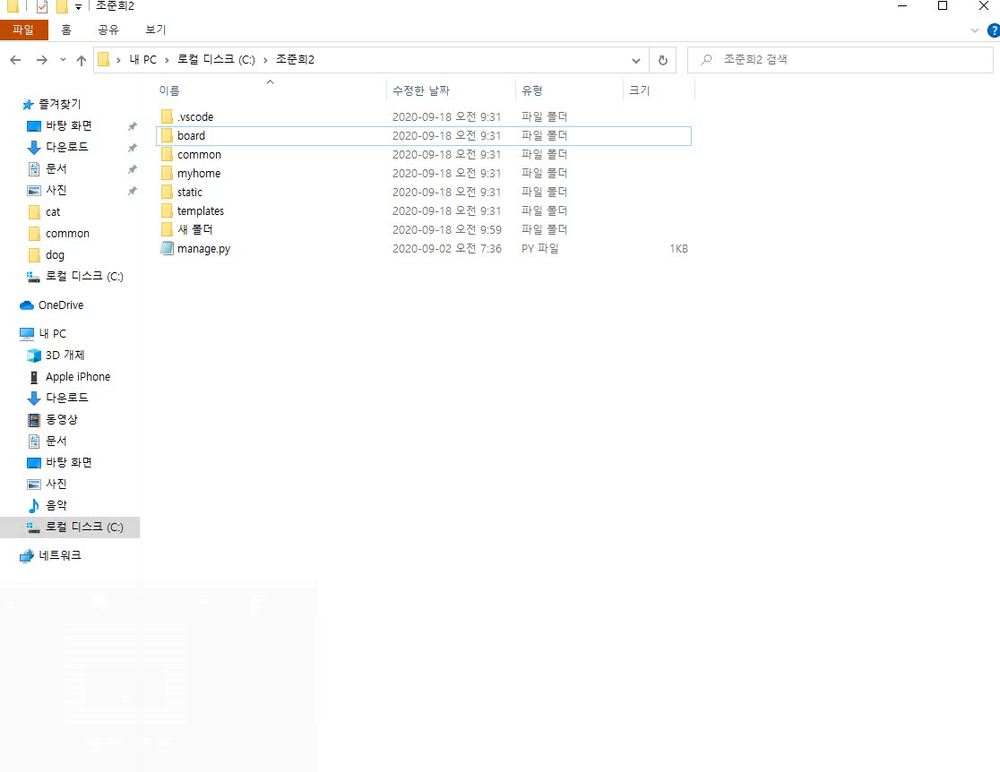 조준희2
파일 홈 공유 보기
내 PC 로컬 디스크 (C:) 조준희2
조준희2 검색
이름 수정한 날짜 유형 크기
.vscode 2020-09-18 오전 9:31 파일 폴더
board 2020-09-18 오전 9:31 파일 폴더
common 2020-09-18 오전 9:31 파일 폴더
myhome 2020-09-18 오전 9:31 파일 폴더
static 2020-09-18 오전 9:31 파일 폴더
templates 2020-09-18 오전 9:31 파일 폴더
새 폴더 2020-09-18 오전 9:59 파일 폴더
manage.py 2020-09-02 오전 7:36 PY 파일 1KB
즐겨찾기
바탕 화면
다운로드
문서
사진
cat
common
dog
로컬 디스크 (C:)
OneDrive
내 PC
3D 개체
Apple iPhone
다운로드
동영상
문서
바탕 화면
사진
음악
로컬 디스크 (C:)
네트워크